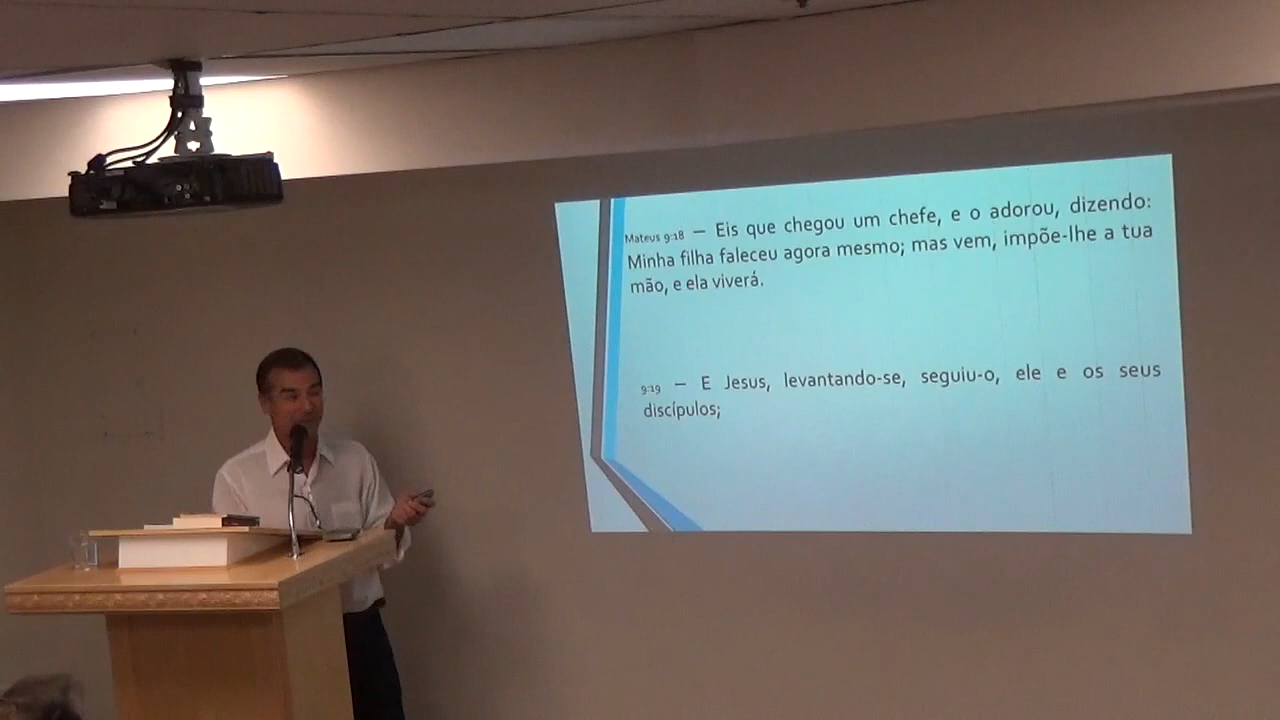 Mateus 9:18 – Eis que chegou um chefe, e o adorou, dizendo:
Minha filha faleceu agora mesmo; mas vem, impõe-lhe a tua
mão, e ela viverá.
9:19 – E Jesus, levantando-se, seguiu-o, ele e os seus
discípulos;